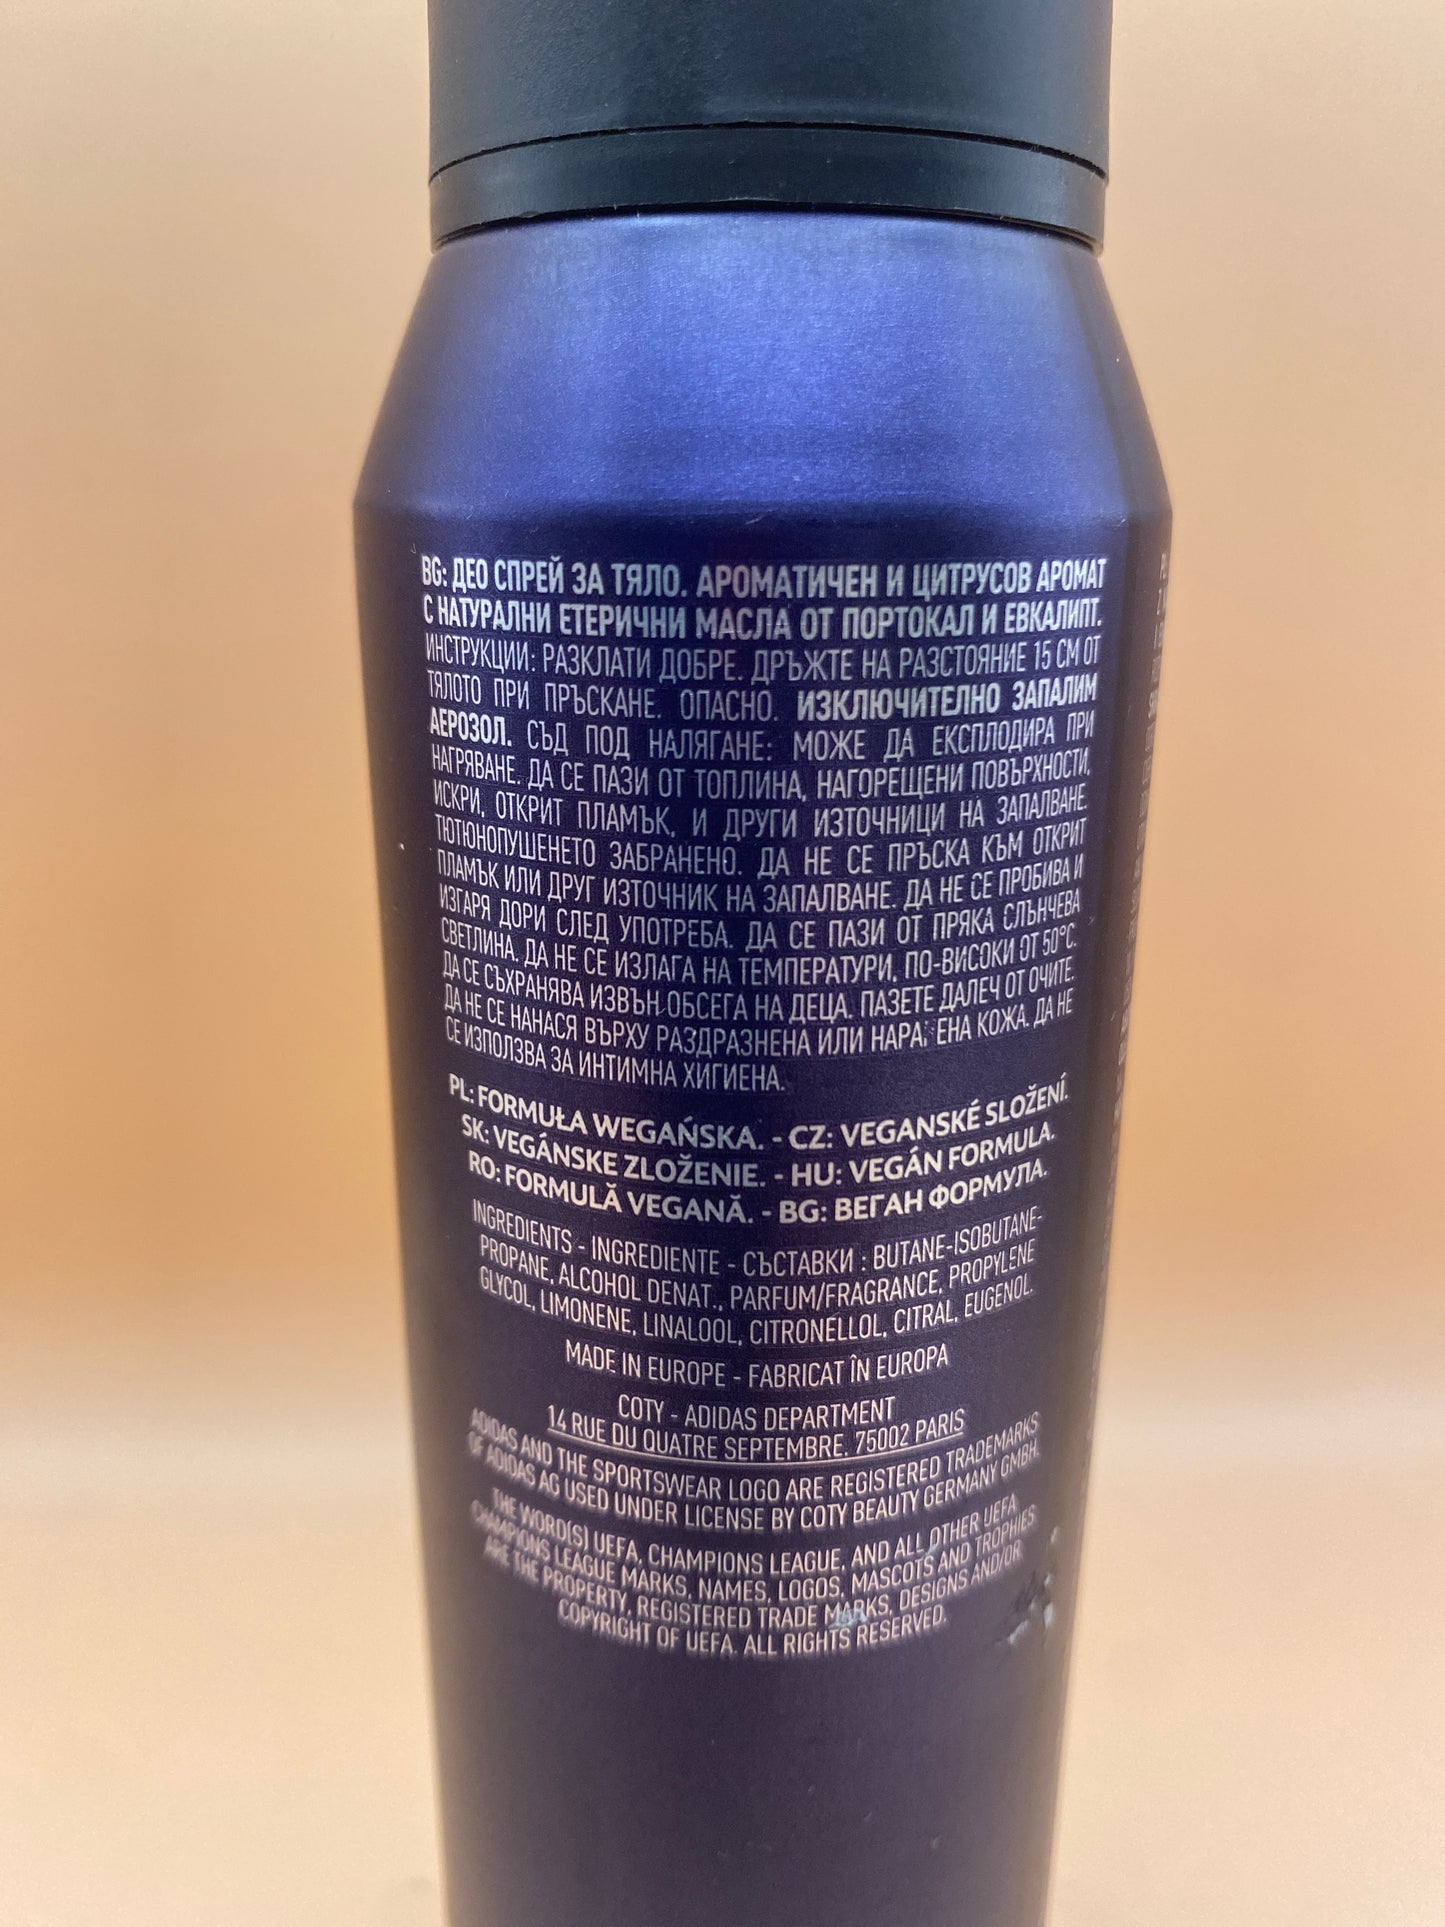 BG: ДЕО СПРЕЙ ЗА ТЯЛО. АРОМАТИЧЕН И ЦИТРУСОВ АРОМАТ
С НАТУРАЛНИ ЕТЕРИЧНИ МАСЛА ОТ ПОРТОКАЛ И ЕВКАЛИПТ.
ИНСТРУКЦИИ: РАЗКЛАТИ ДОБРЕ. ДРЪЖТЕ НА РАЗСТОЯНИЕ 15 СМ ОТ
ТЯЛОТО ПРИ ПРЪСКАНЕ. ОПАСНО. ИЗКЛЮЧИТЕЛНО ЗАПАЛИМ
АЕРОЗОЛ. СЪД ПОД НАЛЯГАНЕ: МОЖЕ ДА ЕКСПЛОДИРА ПРИ
НАГРЯВАНЕ. ДА СЕ ПАЗИ ОТ ТОПЛИНА, НАГОРЕЩЕНИ ПОВЪРХНОСТИ,
ИСКРИ, ОТКРИТ ПЛАМЪК, И ДРУГИ ИЗТОЧНИЦИ НА ЗАПАЛВАНЕ.
ТЮТЮНОПУШЕНЕТО ЗАБРАНЕНО. ДА НЕ СЕ ПРЪСКА КЪМ ОТКРИТ
ПЛАМЪК ИЛИ ДРУГ ИЗТОЧНИК НА ЗАПАЛВАНЕ. ДА НЕ СЕ ПРОБИВА И
ИЗГАРЯ ДОРИ СЛЕД УПОТРЕБА. ДА СЕ ПАЗИ ОТ ПРЯКА СЛЪНЧЕВА
СВЕТЛИНА. ДА НЕ СЕ ИЗЛАГА НА ТЕМПЕРАТУРИ, ПО-ВИСОКИ ОТ 50°C.
ДА СЕ СЪХРАНЯВА ИЗВЪН ОБСЕГА НА ДЕЦА. ПАЗЕТЕ ДАЛЕЧ ОТ ОЧИТЕ.
ДА НЕ СЕ НАНАСЯ ВЪРХУ РАЗДРАЗНЕНА ИЛИ НАРАНЕНА КОЖА. ДА НЕ
СЕ ИЗПОЛЗВА ЗА ИНТИМНА ХИГИЕНА.
PL: FORMUŁA WEGAŃSKA. - CZ: VEGANSKÉ SLOŽENÍ.
SK: VEGÁNSKE ZLOŽENIE. - HU: VEGÁN FORMULA.
RO: FORMULĂ VEGANĂ. - BG: ВЕГАН ФОРМУЛА.
INGREDIENTS - INGREDIENTE - СЪСТАВКИ : BUTANE-ISOBUTANE-
PROPANE, ALCOHOL DENAT., PARFUM/FRAGRANCE, PROPYLENE
GLYCOL, LIMONENE, LINALOOL, CITRONELLOL, CITRAL, EUGENOL.
MADE IN EUROPE - FABRICAT ÎN EUROPA
COTY - ADIDAS DEPARTMENT
14 RUE DU QUATRE SEPTEMBRE. 75002 PARIS
ADIDAS AND THE SPORTSWEAR LOGO ARE REGISTERED TRADEMARKS
OF ADIDAS AG USED UNDER LICENSE BY COTY BEAUTY GERMANY GMBH.
THE WORD(S) UEFA, CHAMPIONS LEAGUE, AND ALL OTHER UEFA
CHAMPIONS LEAGUE MARKS, NAMES, LOGOS, MASCOTS AND TROPHIES
ARE THE PROPERTY, REGISTERED TRADE MARKS, DESIGNS AND/OR
COPYRIGHT OF UEFA. ALL RIGHTS RESERVED.